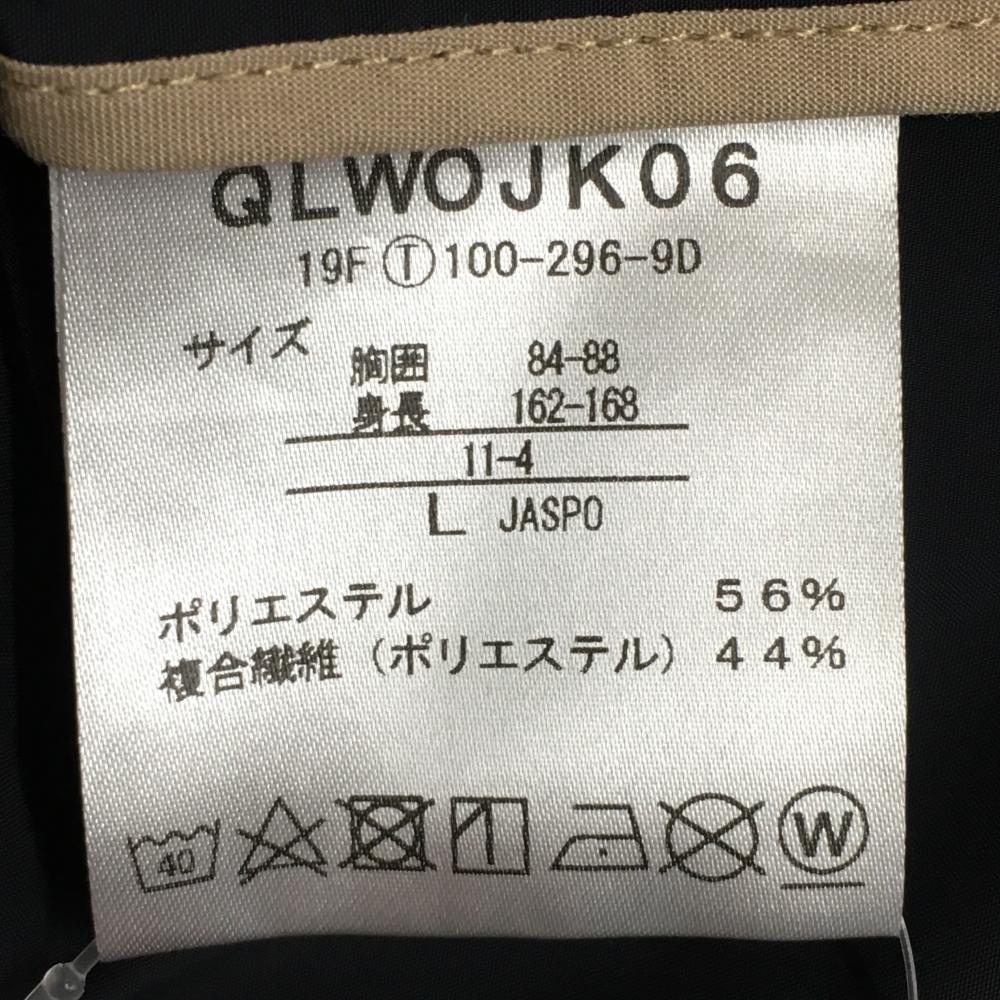 QLWOJK06
19F Ⓣ 100-296-9D
サイズ 胸囲 84-88
身長 162-168
11-4
L JASPO
ポリエステル 56%
複合繊維（ポリエステル）44%
40 W